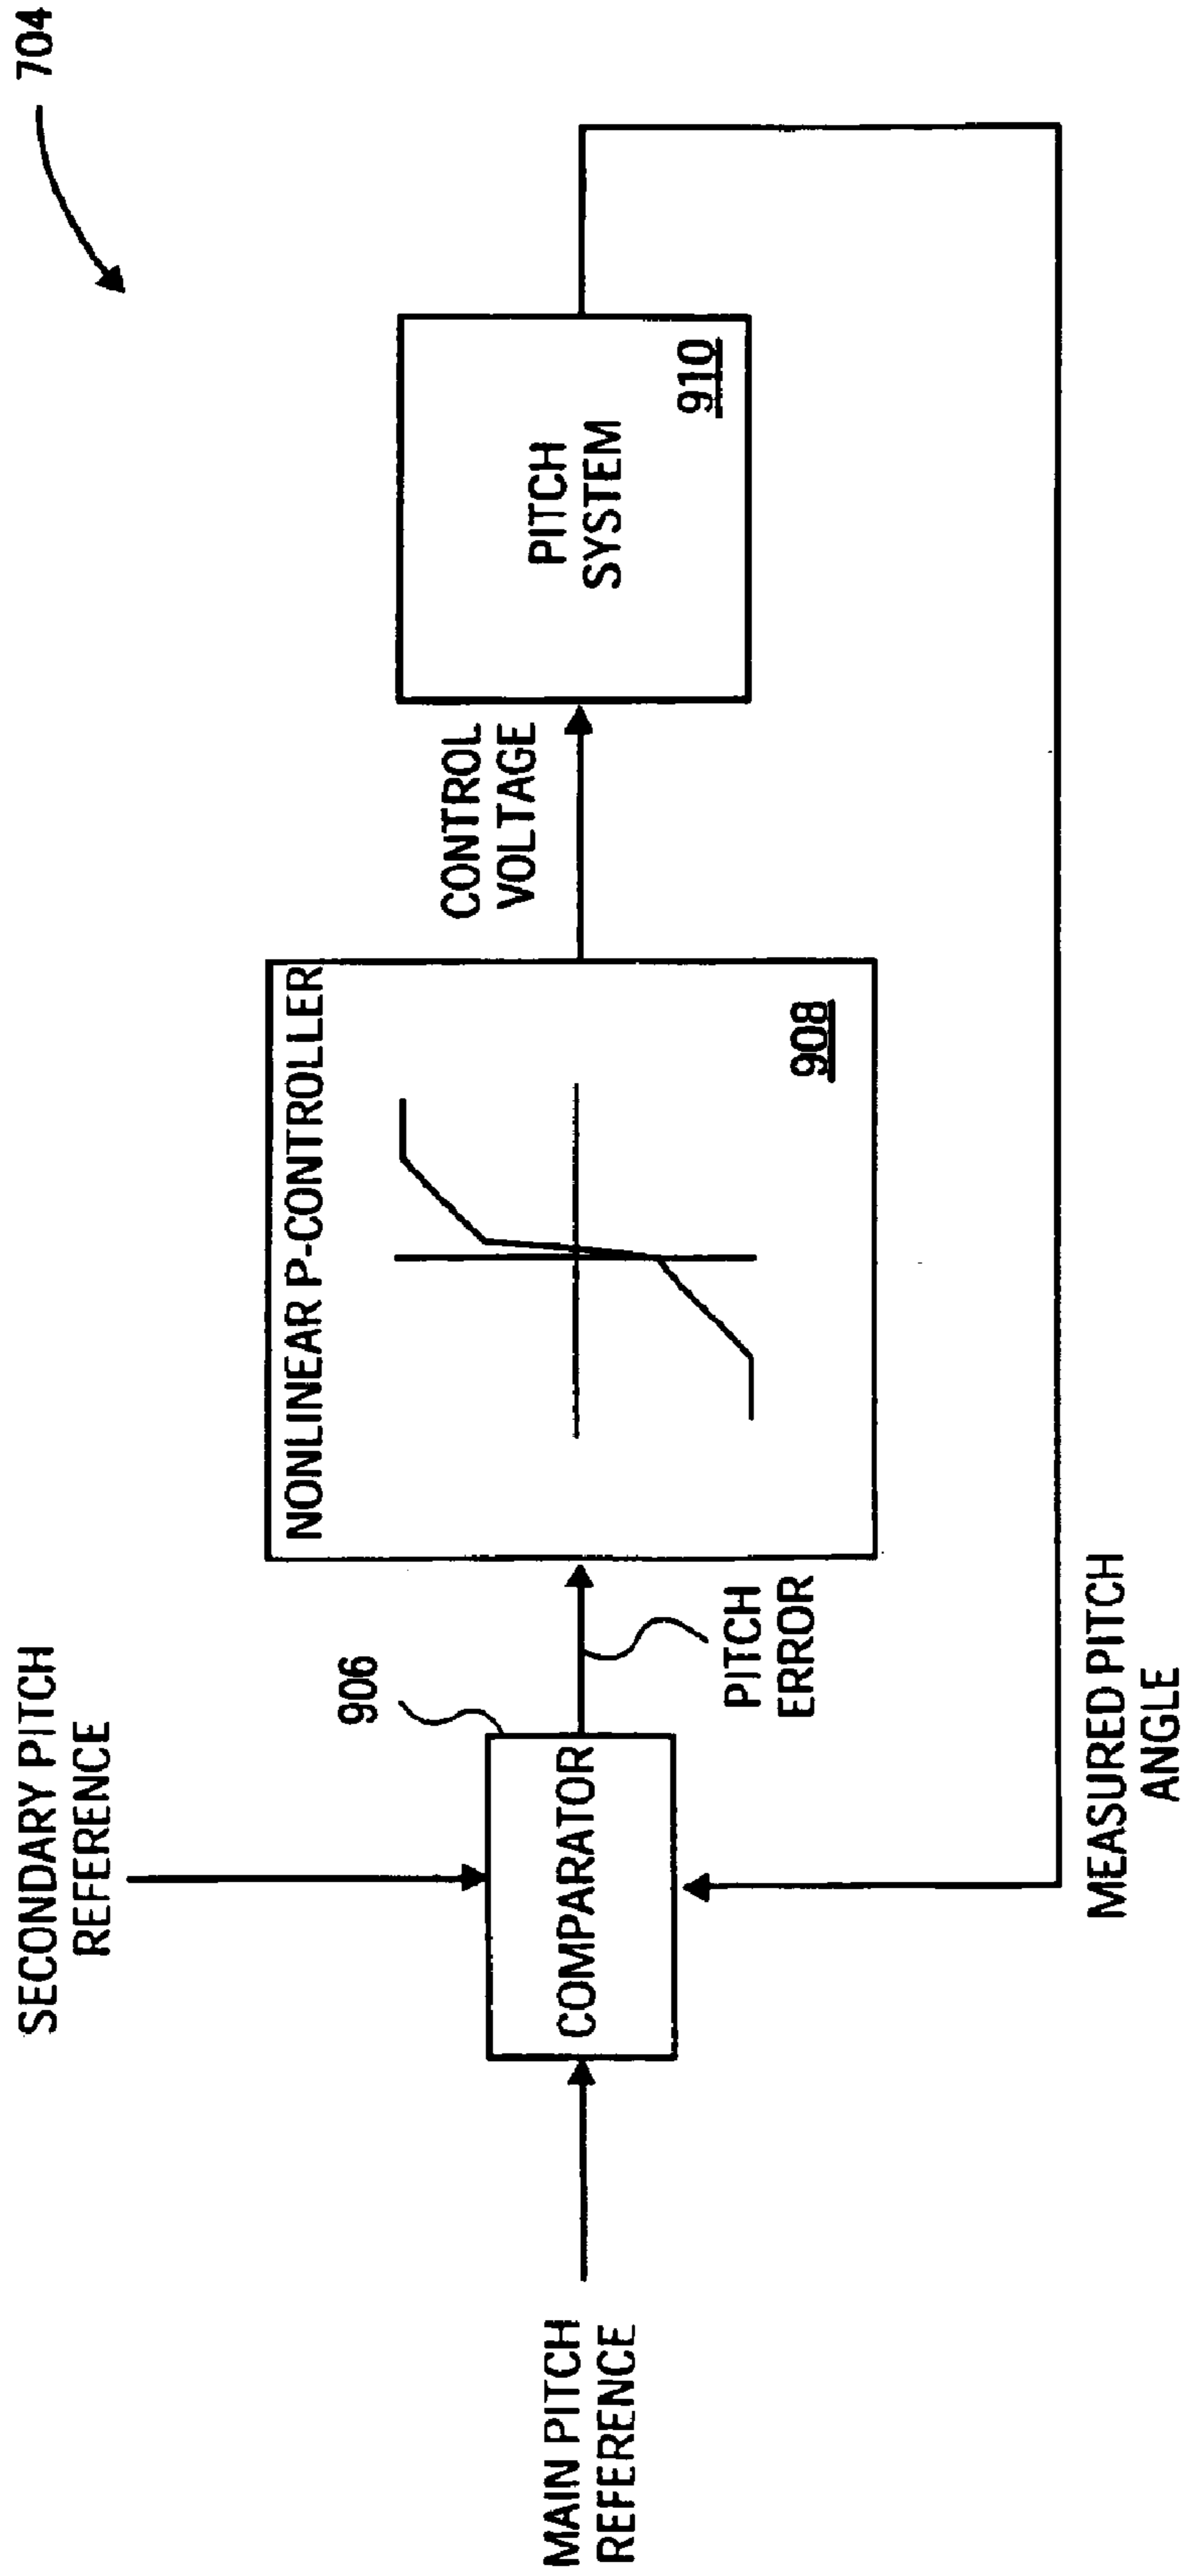 704
SECONDARY PITCH
REFERENCE
MAIN PITCH
REFERENCE
906
COMPARATOR
PITCH
ERROR
NONLINEAR P-CONTROLLER
908
CONTROL
VOLTAGE
PITCH
SYSTEM
910
MEASURED PITCH
ANGLE